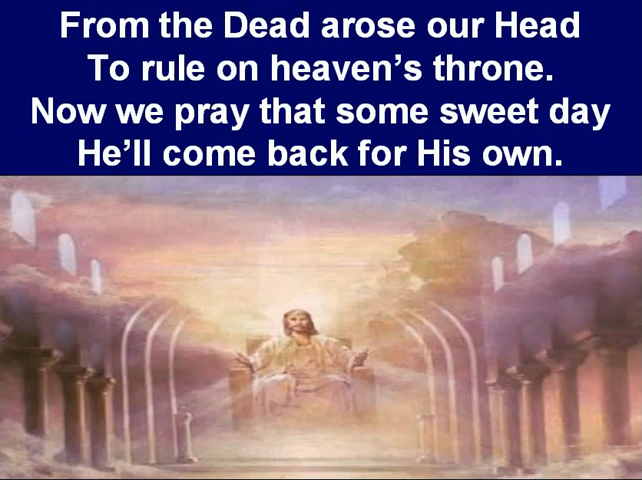 From the Dead arose our Head
To rule on heaven’s throne.
Now we pray that some sweet day
He’ll come back for His own.